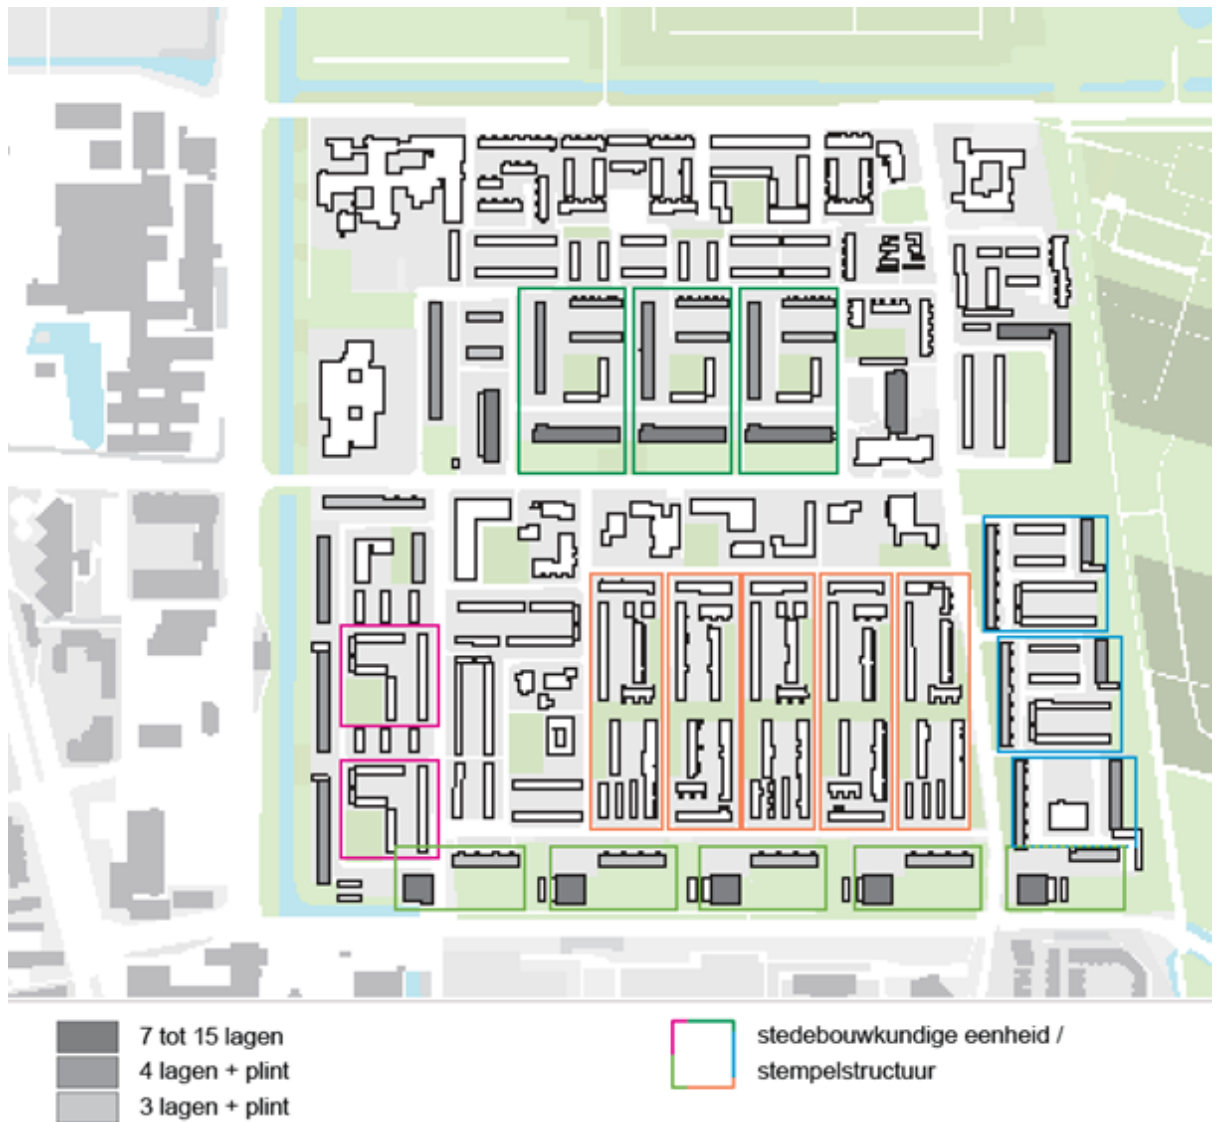 7 tot 15 lagen
4 lagen + plint
3 lagen + plint
stedebouwkundige eenheid /
stempelstructuur